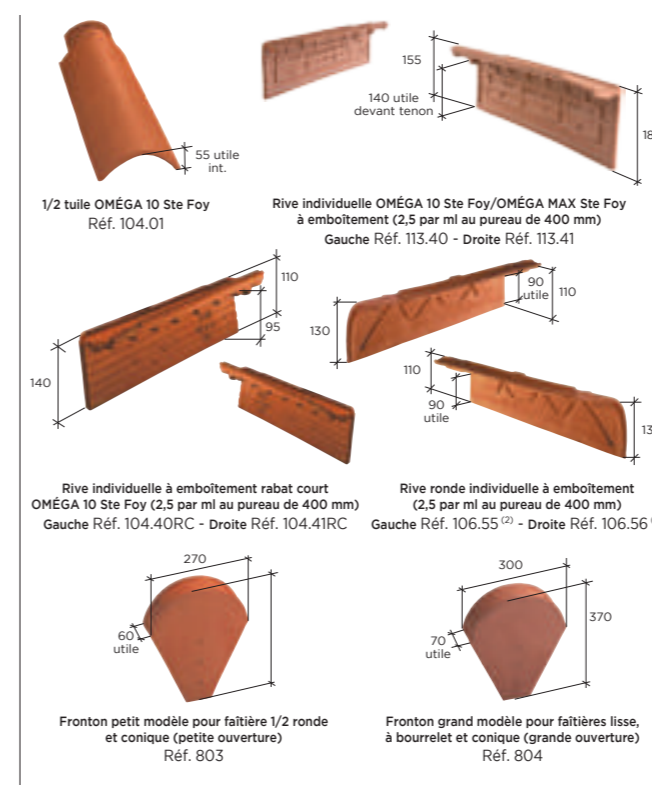 55 utile
int.
1/2 tuile OMÉGA 10 Ste Foy
Réf. 104.01
155
140 utile
devant tenon
Rive individuelle OMÉGA 10 Ste Foy/OMÉGA MAX Ste Foy
à emboîtement (2,5 par ml au pureau de 400 mm)
Gauche Réf. 113.40 - Droite Réf. 113.41
110
95
140
Rive individuelle à emboîtement rabat court
OMÉGA 10 Ste Foy (2,5 par ml au pureau de 400 mm)
Gauche Réf. 104.40RC - Droite Réf. 104.41RC
90
utile
110
130
110
90
utile
Rive ronde individuelle à emboîtement
(2,5 par ml au pureau de 400 mm)
Gauche Réf. 106.55 (2) - Droite Réf. 106.56
270
60
utile
Fronton petit modèle pour faîtière 1/2 ronde
et conique (petite ouverture)
Réf. 803
300
370
70
utile
Fronton grand modèle pour faîtières lisse,
à bourrelet et conique (grande ouverture)
Réf. 804